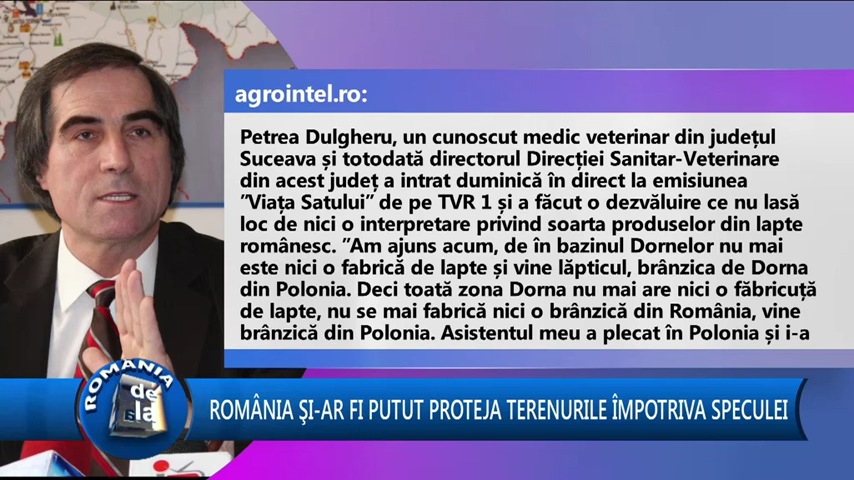 agrointel.ro:
Petrea Dulgheru, un cunoscut medic veterinar din județul
Suceava și totodată directorul Direcției Sanitar-Veterinare
din acest județ a intrat duminică în direct la emisiunea
”Viața Satului” de pe TVR 1 și a făcut o dezvăluire ce nu lasă
loc de nici o interpretare privind soarta produselor din lapte
românesc. ”Am ajuns acum, de în bazinul Dornelor nu mai
este nici o fabrică de lapte și vine lăpticul, brânzica de Dorna
din Polonia. Deci toată zona Dorna nu mai are nici o făbricuță
de lapte, nu se mai fabrică nici o brânzică din România, vine
brânzică din Polonia. Asistentul meu a plecat în Polonia și i-a
ROMANIA
de
la
ROMÂNIA ŞI-AR FI PUTUT PROTEJA TERENURILE ÎMPOTRIVA SPECULEI